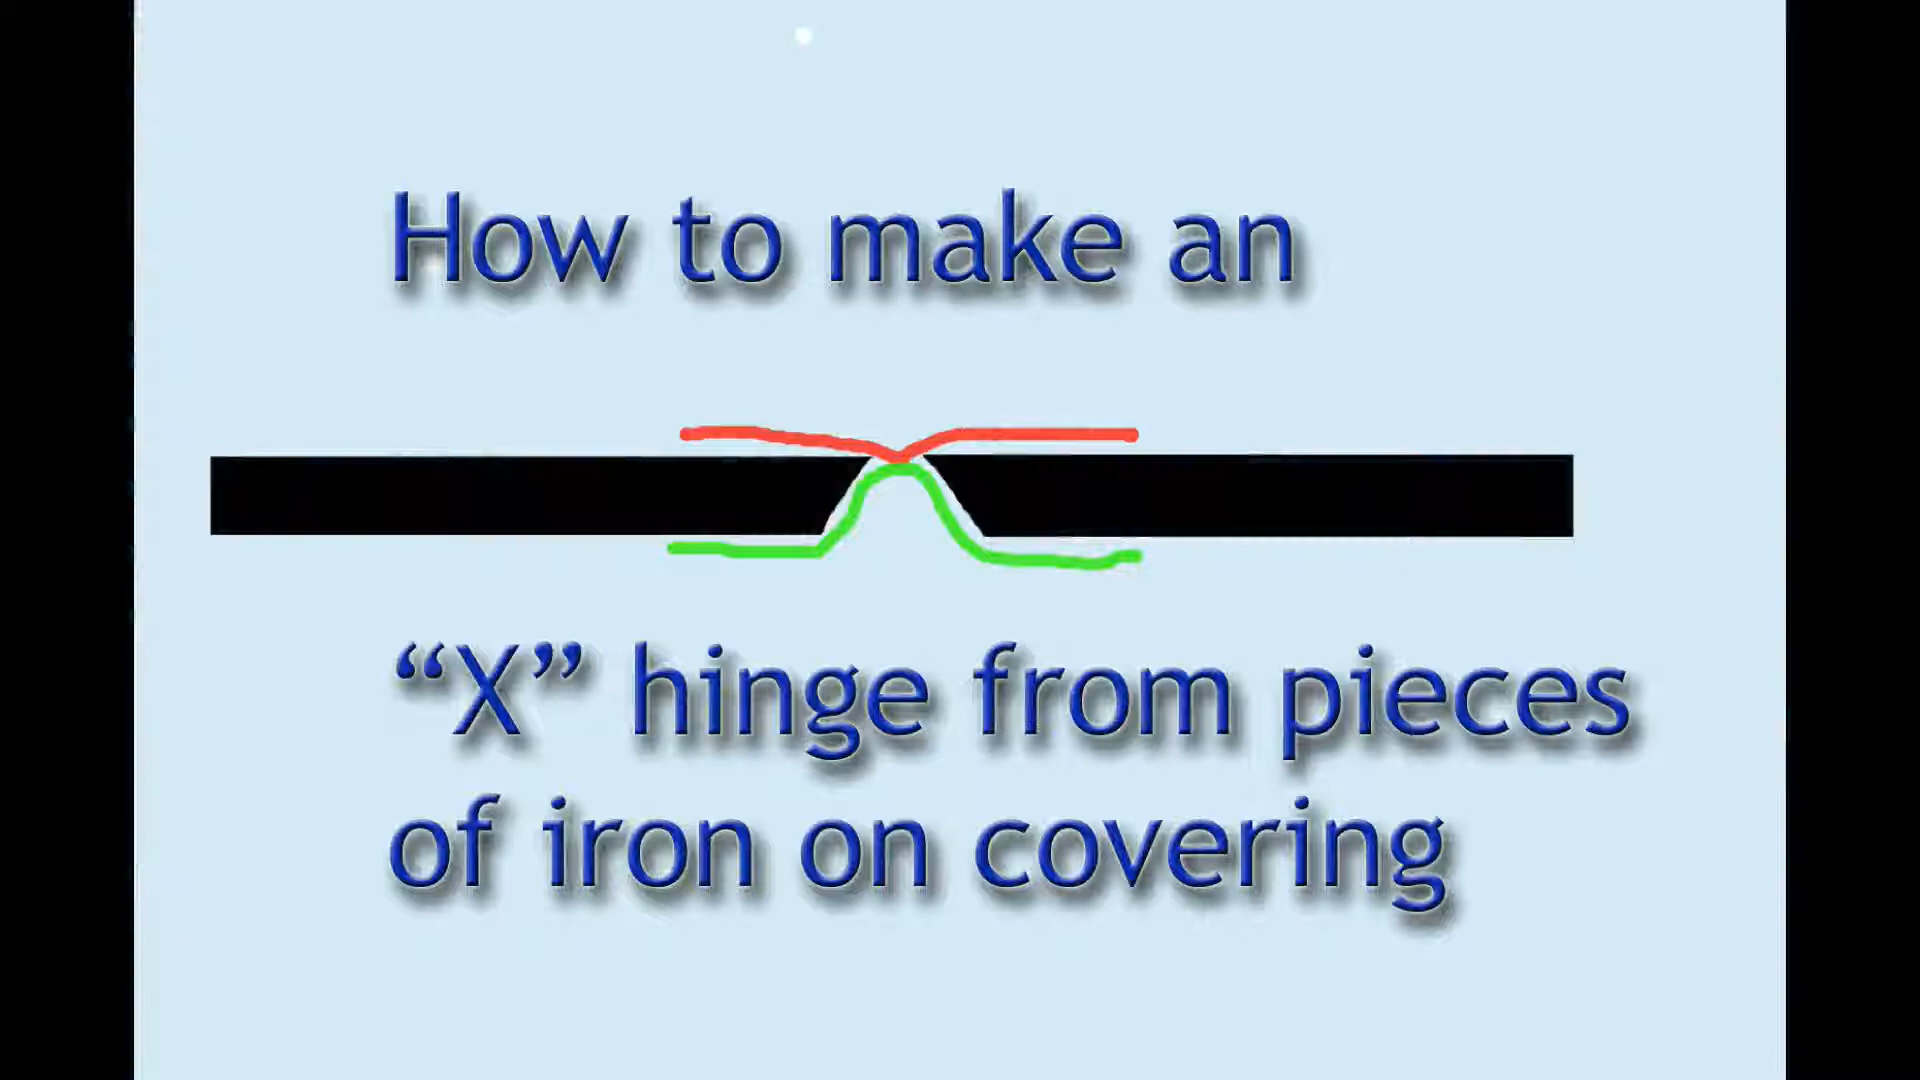 How to make an
“X” hinge from pieces
of iron on covering